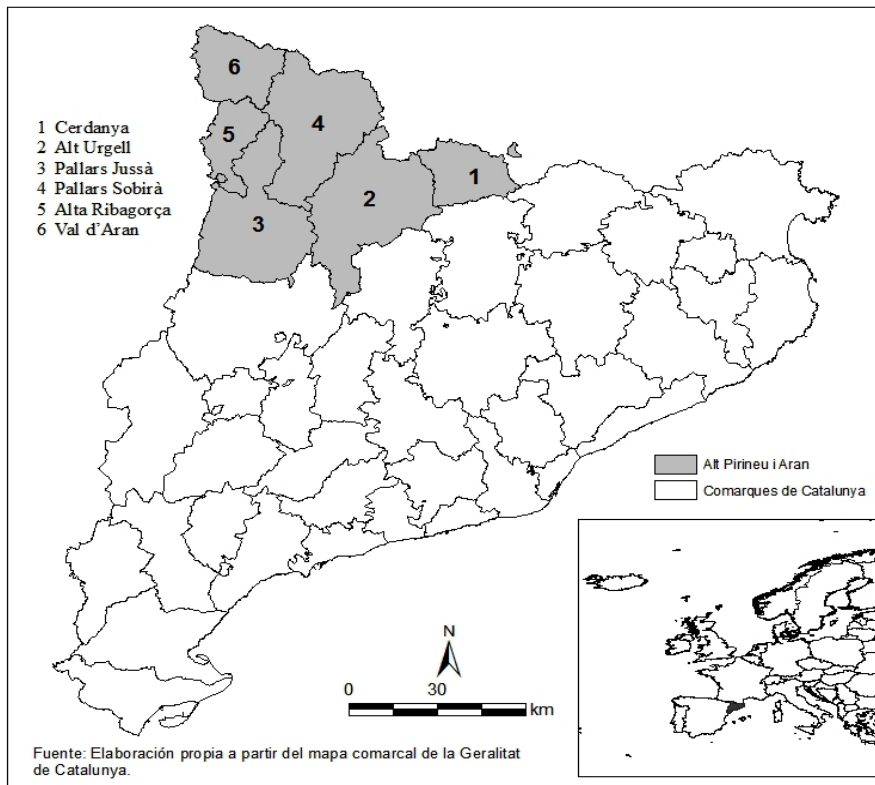 6
5
4
1
2
3
1 Cerdanya
2 Alt Urgell
3 Pallars Jussà
4 Pallars Sobirà
5 Alta Ribagorça
6 Val d'Aran
Alt Pirineu i Aran
Comarques de Catalunya
N
0 30
km
Fuente: Elaboración propia a partir del mapa comarcal de la Geralitat
de Catalunya.